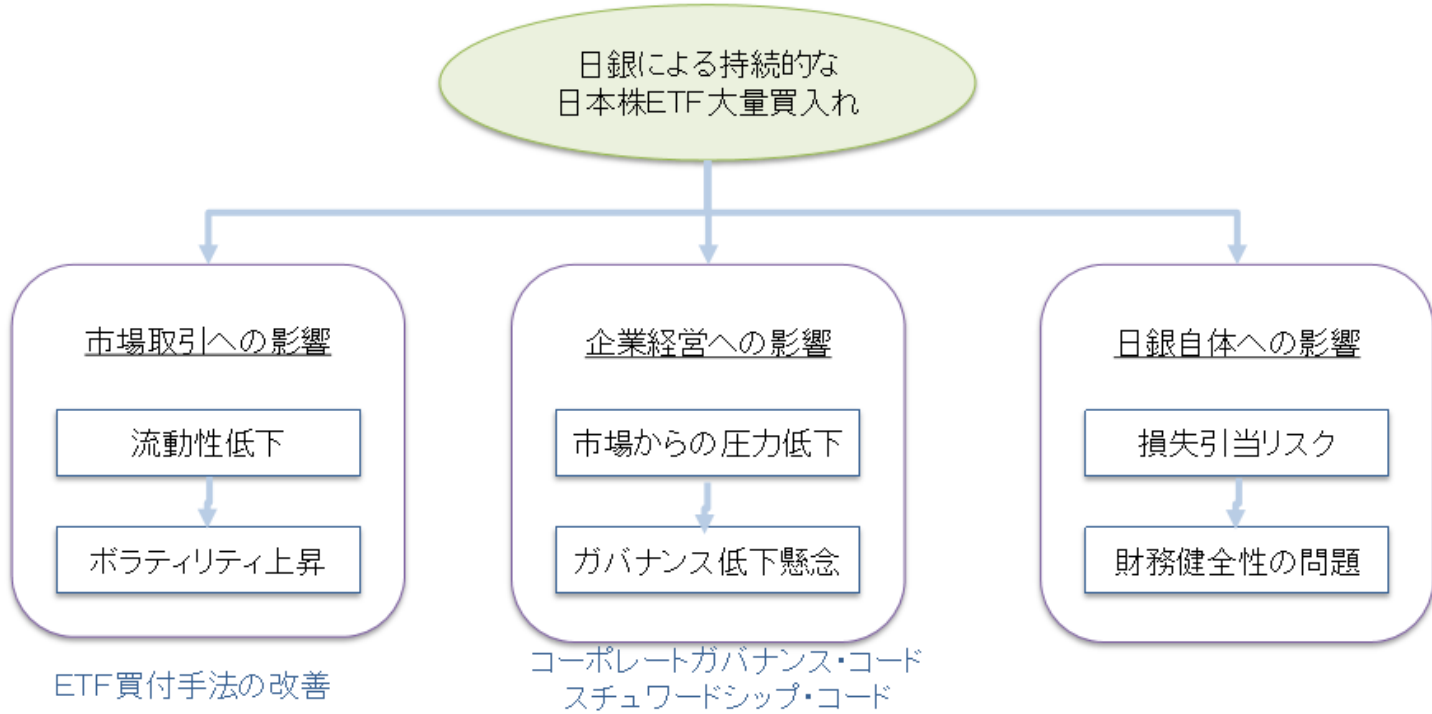 日銀による持続的な
日本株ETF大量買入れ
市場取引への影響
流動性低下
ボラティリティ上昇
ETF買付手法の改善
企業経営への影響
市場からの圧力低下
ガバナンス低下懸念
コーポレートガバナンス・コード
スチュワードシップ・コード
日銀自体への影響
損失引当リスク
財務健全性の問題